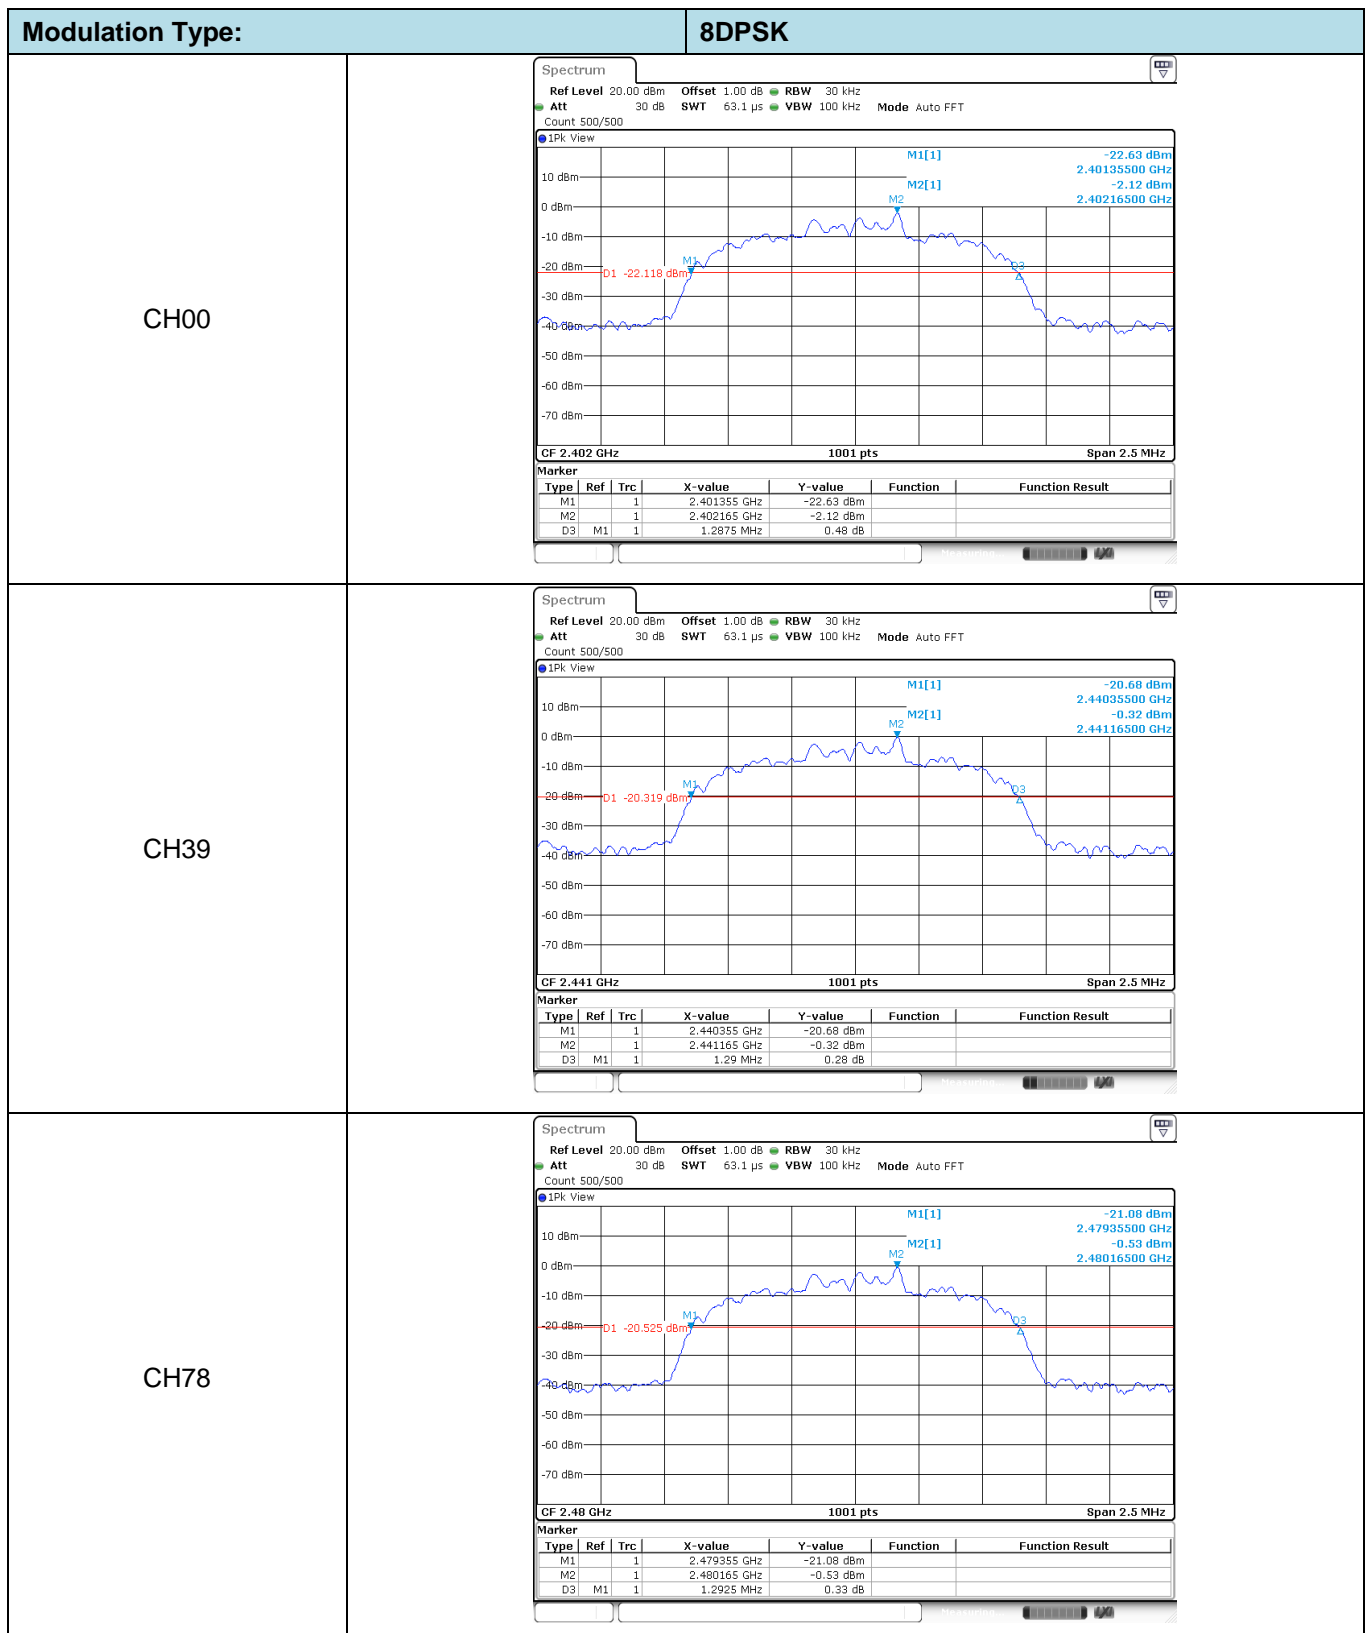 Modulation Type: 8DPSK
CH00
Spectrum
Ref Level 20.00 dBm Offset 1.00 dB RBW 30 kHz
Att 30 dB SWT 63.1 µs VBW 100 kHz Mode Auto FFT
Count 500/500
1Pk View
M1[1] -22.63 dBm
2.40135500 GHz
10 dBm
M2[1] -2.12 dBm
M2 2.40216500 GHz
0 dBm
-10 dBm
M1 D3
-20 dBm
D1 -22.118 dBm
-30 dBm
-40 dBm
-50 dBm
-60 dBm
-70 dBm
CF 2.402 GHz 1001 pts Span 2.5 MHz
Marker
Type Ref Trc X-value Y-value Function Function Result
M1 1 2.401355 GHz -22.63 dBm
M2 1 2.402165 GHz -2.12 dBm
D3 M1 1 1.2875 MHz 0.48 dB
Measuring...
CH39
Spectrum
Ref Level 20.00 dBm Offset 1.00 dB RBW 30 kHz
Att 30 dB SWT 63.1 µs VBW 100 kHz Mode Auto FFT
Count 500/500
1Pk View
M1[1] -20.68 dBm
2.44035500 GHz
10 dBm
M2[1] -0.32 dBm
M2 2.44116500 GHz
0 dBm
-10 dBm
M1 D3
-20 dBm D1 -20.319 dBm
-30 dBm
-40 dBm
-50 dBm
-60 dBm
-70 dBm
CF 2.441 GHz 1001 pts Span 2.5 MHz
Marker
Type Ref Trc X-value Y-value Function Function Result
M1 1 2.440355 GHz -20.68 dBm
M2 1 2.441165 GHz -0.32 dBm
D3 M1 1 1.29 MHz 0.28 dB
Measuring...
CH78
Spectrum
Ref Level 20.00 dBm Offset 1.00 dB RBW 30 kHz
Att 30 dB SWT 63.1 µs VBW 100 kHz Mode Auto FFT
Count 500/500
1Pk View
M1[1] -21.08 dBm
2.47935500 GHz
10 dBm
M2[1] -0.53 dBm
M2 2.48016500 GHz
0 dBm
-10 dBm
M1 D3
-20 dBm D1 -20.525 dBm
-30 dBm
-40 dBm
-50 dBm
-60 dBm
-70 dBm
CF 2.48 GHz 1001 pts Span 2.5 MHz
Marker
Type Ref Trc X-value Y-value Function Function Result
M1 1 2.479355 GHz -21.08 dBm
M2 1 2.480165 GHz -0.53 dBm
D3 M1 1 1.2925 MHz 0.33 dB
Measuring...